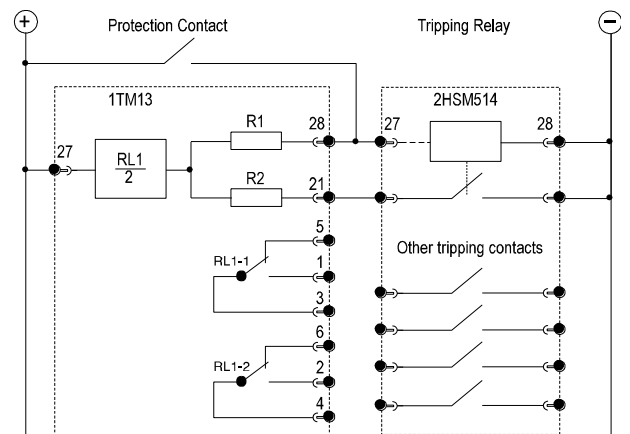 +
−
Protection Contact
Tripping Relay
1TM13
2HSM514
27
RL1
2
R1
28
27
28
R2
21
5
RL1-1
1
3
Other tripping contacts
6
RL1-2
2
4